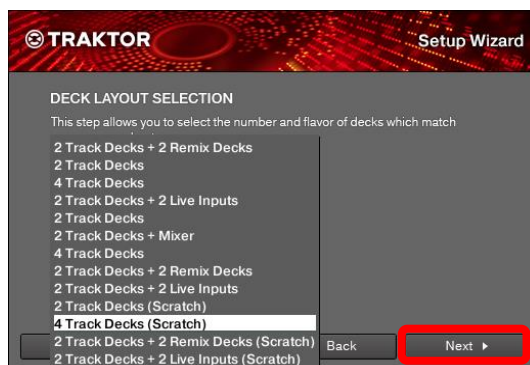 TRAKTOR
Setup Wizard
DECK LAYOUT SELECTION
This step allows you to select the number and flavor of decks which match
2 Track Decks + 2 Remix Decks
2 Track Decks
4 Track Decks
2 Track Decks + 2 Live Inputs
2 Track Decks
2 Track Decks + Mixer
4 Track Decks
2 Track Decks + 2 Remix Decks
2 Track Decks + 2 Live Inputs
2 Track Decks (Scratch)
4 Track Decks (Scratch)
2 Track Decks + 2 Remix Decks (Scratch)
2 Track Decks + 2 Live Inputs (Scratch)
Back
Next